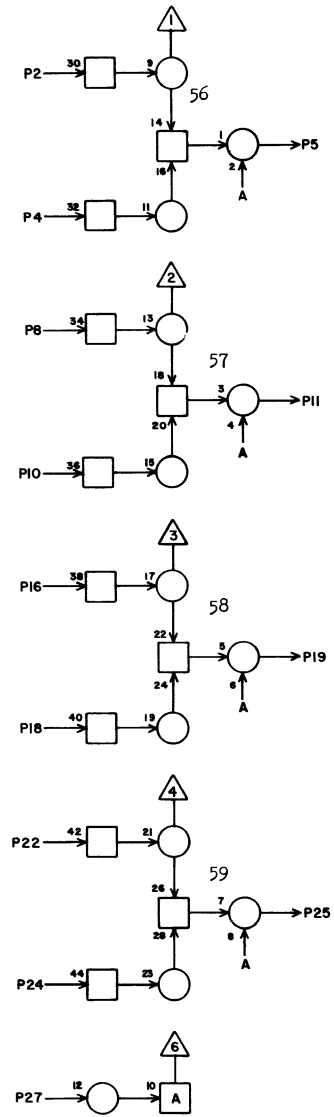 1
P2 30 9 56
14 1 P5
16 2
P4 32 11 A
2
P8 34 13 57
18 3 P11
20 4
P10 36 15 A
3
P16 38 17 58
22 5 P19
24 6
P18 40 19 A
4
P22 42 21 59
26 7 P25
28 8
P24 44 23 A
6
P27 12 10 A